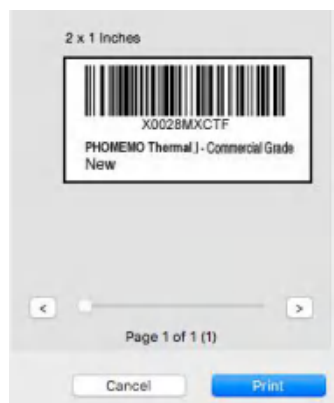 2 x 1 Inches
X0028MXCTF
PHOMEMO Thermal J - Commercial Grade
New
<
>
Page 1 of 1 (1)
Cancel
Print